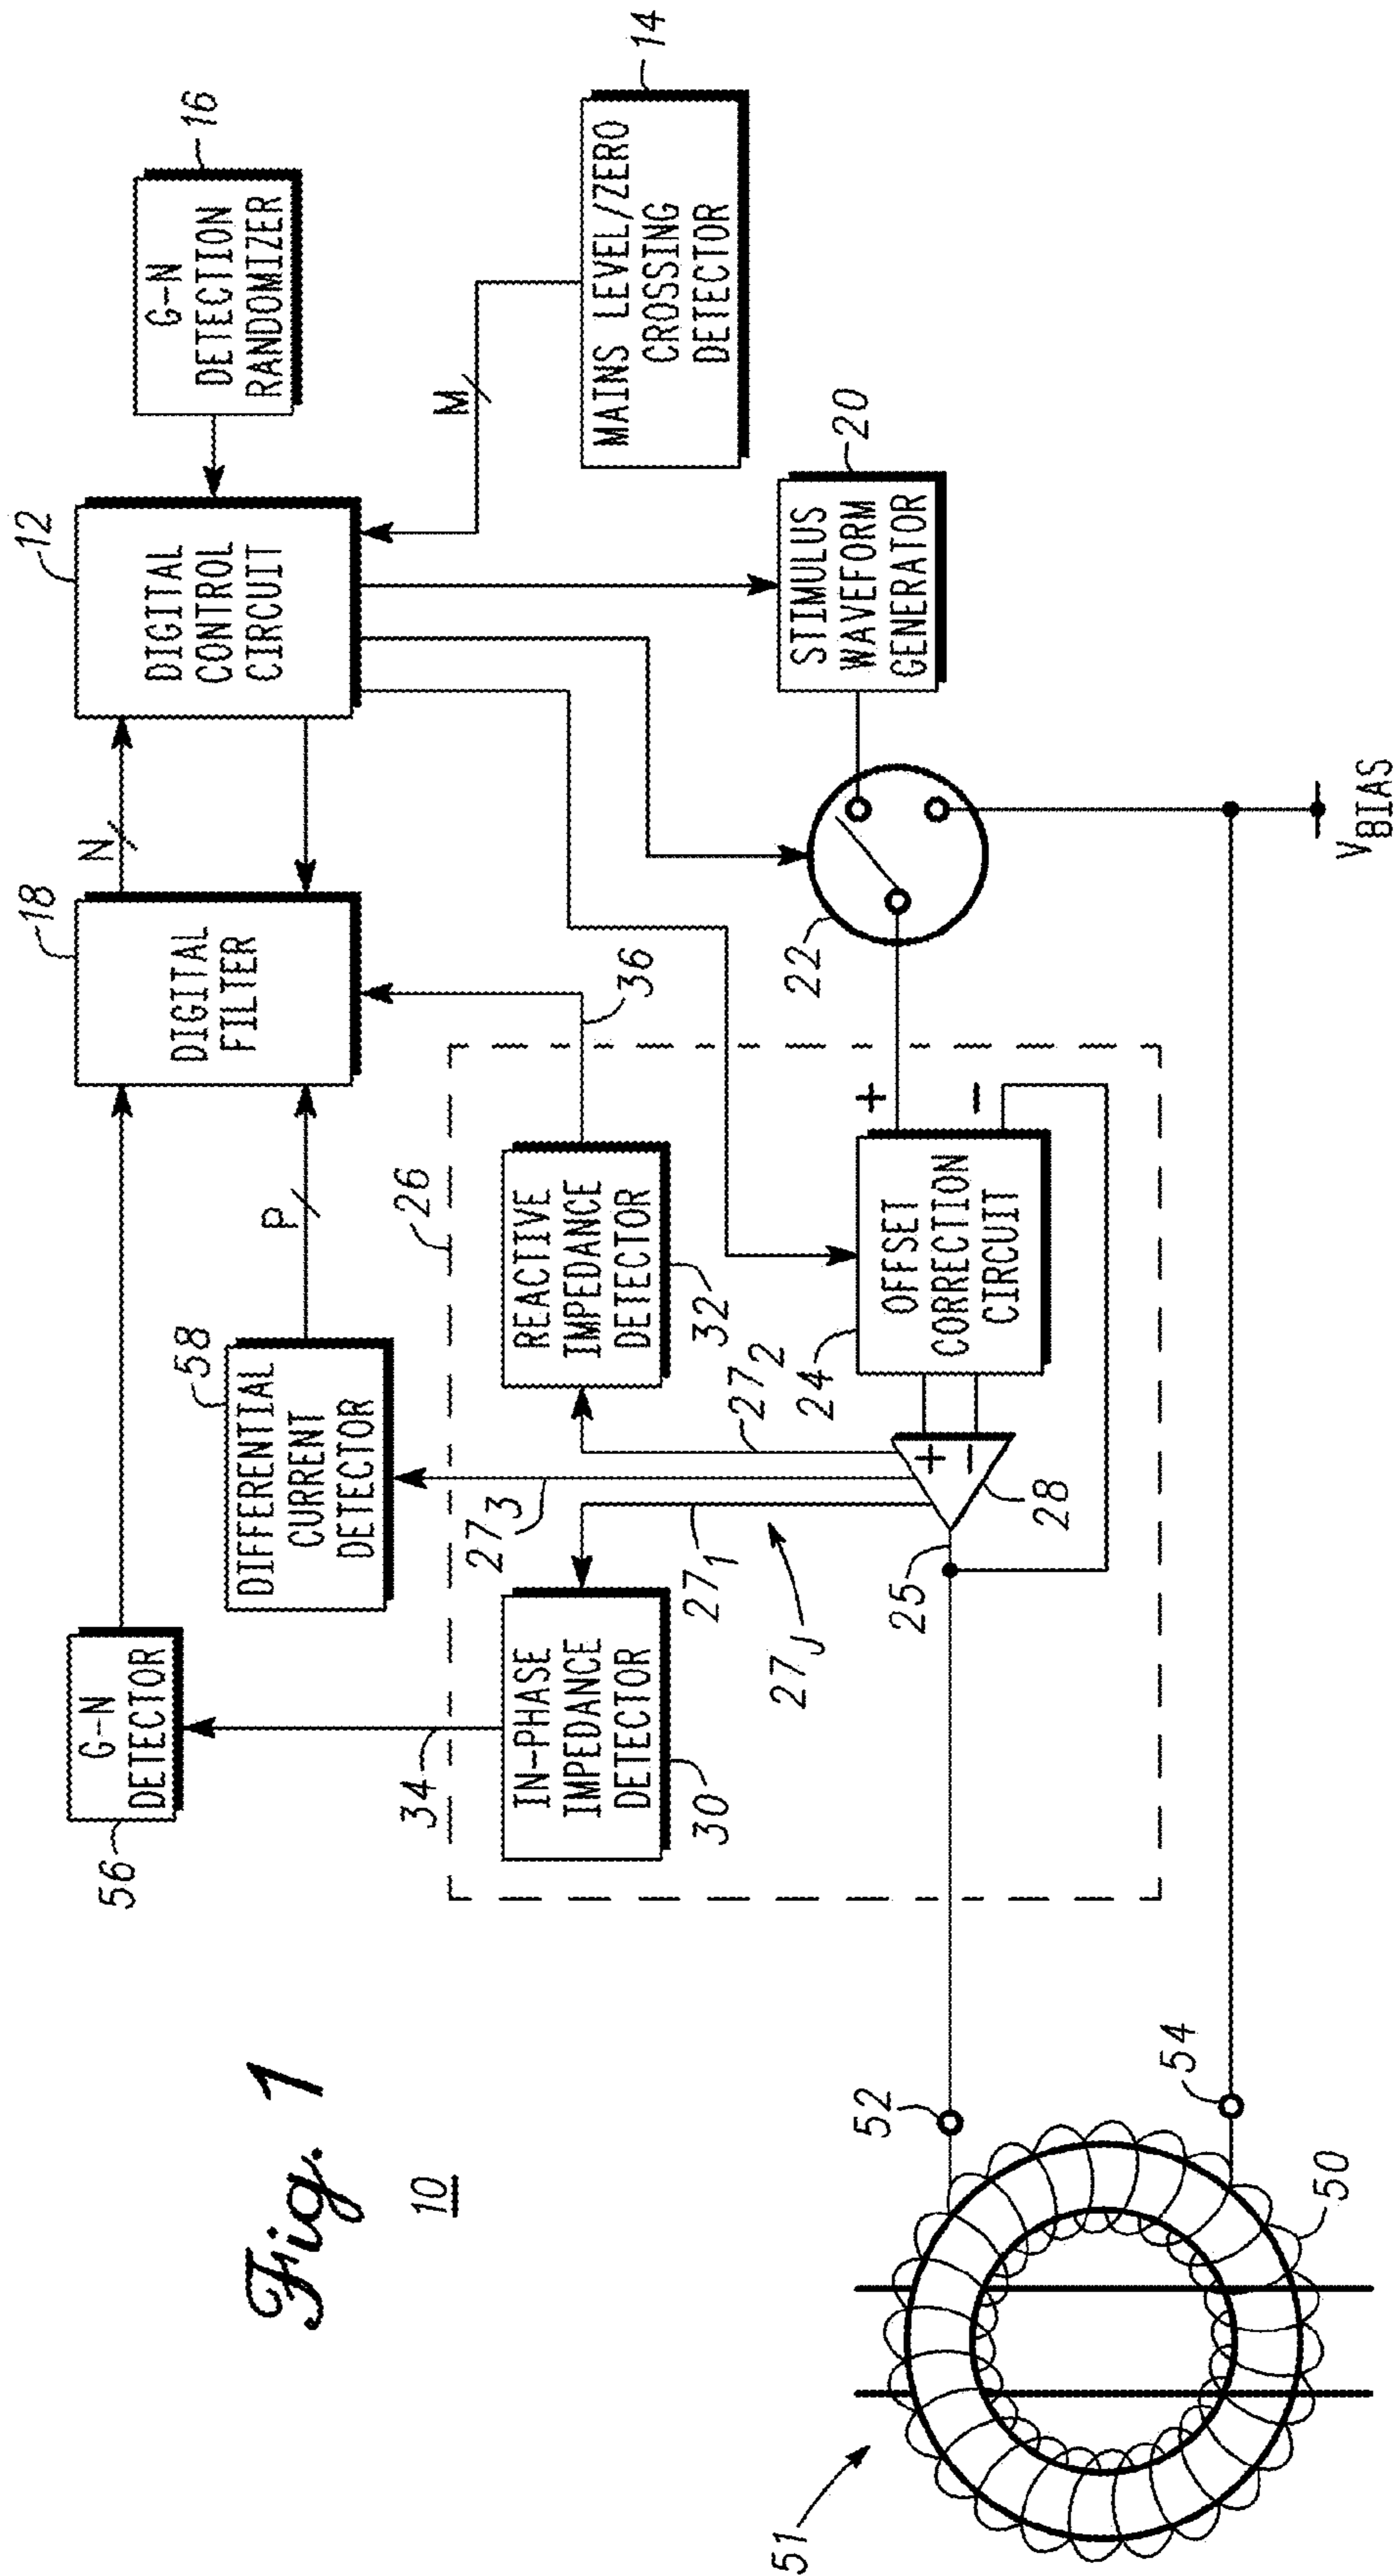 Fig. 1
10
56
G-N
DETECTOR
58
DIFFERENTIAL
CURRENT
DETECTOR
P
18
DIGITAL
FILTER
N
12
DIGITAL
CONTROL
CIRCUIT
G-N
DETECTION
RANDOMIZER
16
M
MAINS LEVEL/ZERO
CROSSING
DETECTOR
14
34
26
36
IN-PHASE
IMPEDANCE
DETECTOR
30
27 3
27 1
27 J
27 2
REACTIVE
IMPEDANCE
DETECTOR
32
STIMULUS
WAVEFORM
GENERATOR
20
22
24
OFFSET
CORRECTION
CIRCUIT
+
−
+
−
25
28
52
54
51
50
VBIAS